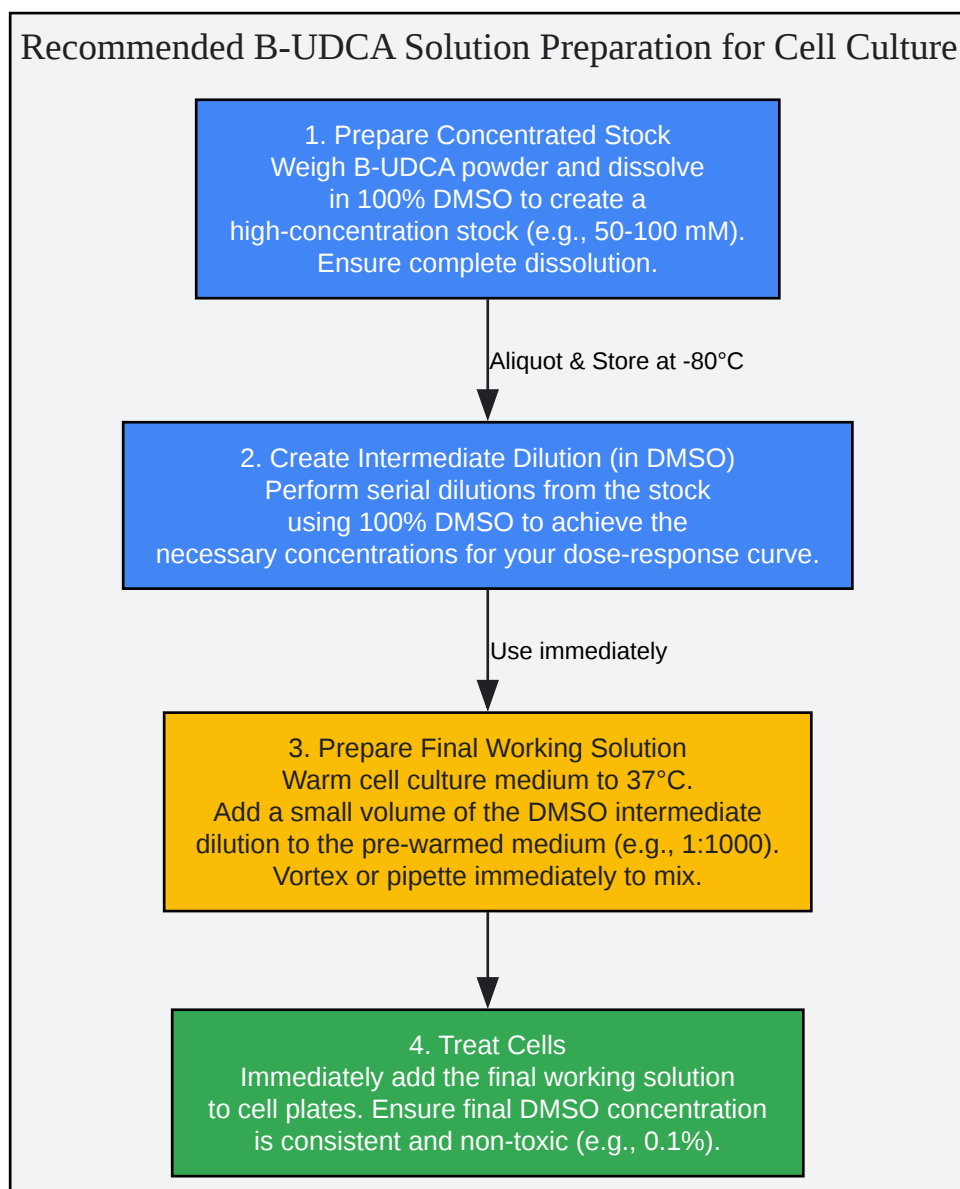 Recommended B-UDCA Solution Preparation for Cell Culture
1. Prepare Concentrated Stock
Weigh B-UDCA powder and dissolve
in 100% DMSO to create a
high-concentration stock (e.g., 50-100 mM).
Ensure complete dissolution.
Aliquot & Store at -80°C
2. Create Intermediate Dilution (in DMSO)
Perform serial dilutions from the stock
using 100% DMSO to achieve the
necessary concentrations for your dose-response curve.
Use immediately
3. Prepare Final Working Solution
Warm cell culture medium to 37°C.
Add a small volume of the DMSO intermediate
dilution to the pre-warmed medium (e.g., 1:1000).
Vortex or pipette immediately to mix.
4. Treat Cells
Immediately add the final working solution
to cell plates. Ensure final DMSO concentration
is consistent and non-toxic (e.g., 0.1%).